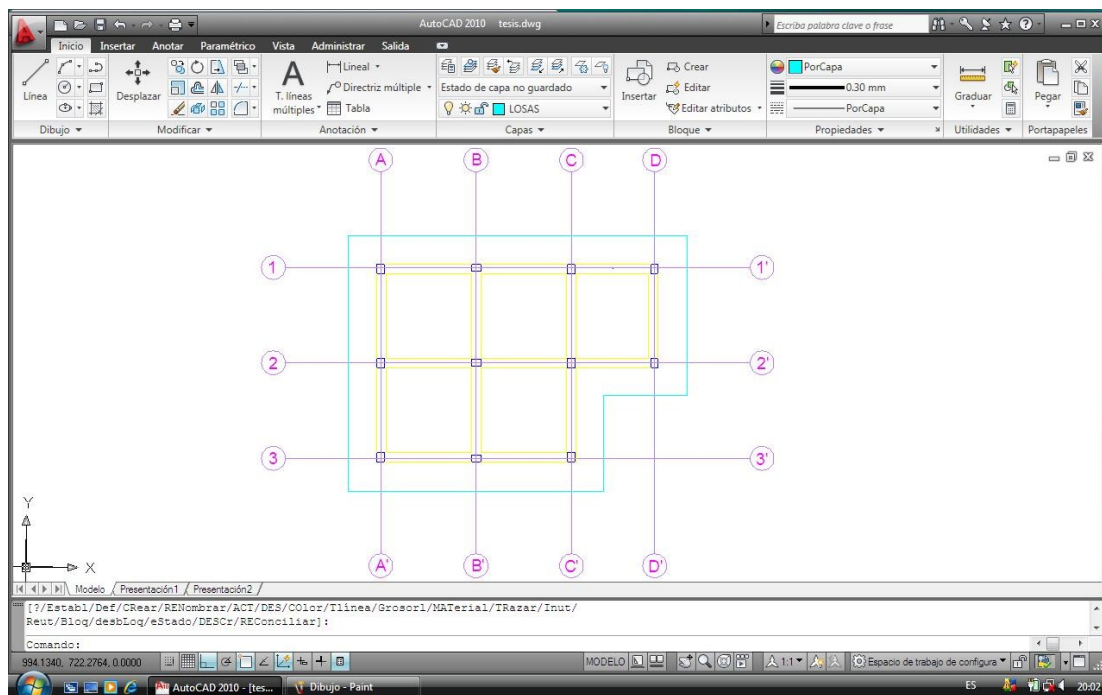 AutoCAD 2010 tesis.dwg
Escriba palabra clave o frase
Inicio Insertar Anotar Paramétrico Vista Administrar Salida
Línea
Desplazar
A
T. líneas múltiples
Lineal
Directriz múltiple
Tabla
Estado de capa no guardado
LOSAS
Insertar
Crear
Editar
Editar atributos
PorCapa
0.30 mm
PorCapa
Graduar
Pegar
Dibujo Modificar Anotación Capas Bloque Propiedades Utilidades Portapapeles
A B C D
1 1'
2 2'
3 3'
A' B' C' D'
Y
X
Modelo Presentación1 Presentación2
[?/Establ/Def/CRear/RENombrar/ACT/DES/COlor/Tlínea/Grosorl/MATerial/TRazar/Inut/
Reut/Bloq/desbLoq/eStado/DESCr/REConciliar]:
Comando:
994.1340, 722.2764, 0.0000 MODELO 1:1 Espacio de trabajo de configura
AutoCAD 2010 - [tes... Dibujo - Paint ES 20:02